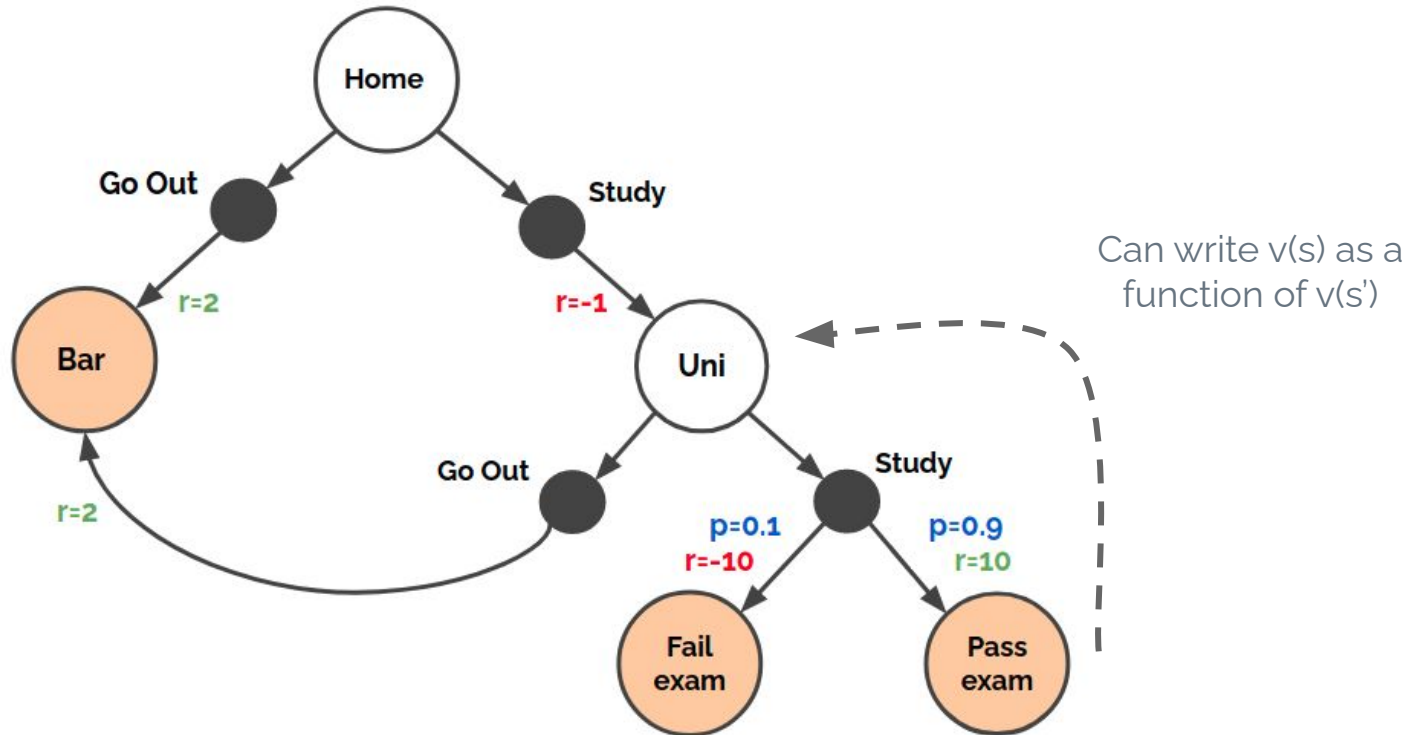 Home
Go Out
Study
r=2
r=-1
Can write v(s) as a
function of v(s’)
Bar
Uni
Go Out
Study
r=2
p=0.1
r=-10
p=0.9
r=10
Fail
exam
Pass
exam